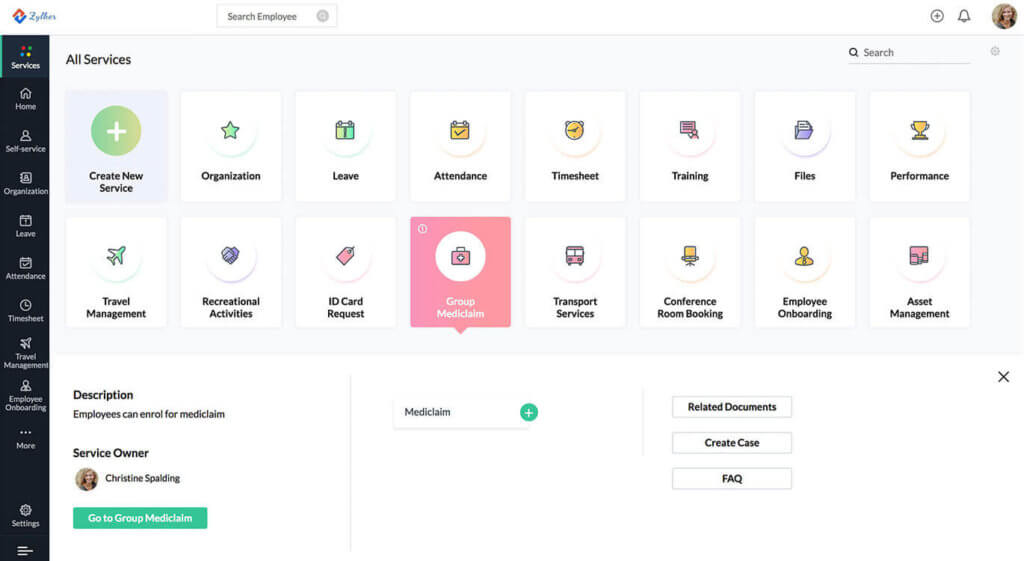 Zylker
Search Employee
Services
Home
Self-service
Organization
Leave
Attendance
Timesheet
Travel
Management
Employee
Onboarding
More
Settings
All Services
Search
Create New
Service
Organization
Leave
Attendance
Timesheet
Training
Files
Performance
Travel
Management
Recreational
Activities
ID Card
Request
Group
Mediclaim
Transport
Services
Conference
Room Booking
Employee
Onboarding
Asset
Management
Description
Employees can enrol for mediclaim
Service Owner
Christine Spalding
Go to Group Mediclaim
Mediclaim
Related Documents
Create Case
FAQ